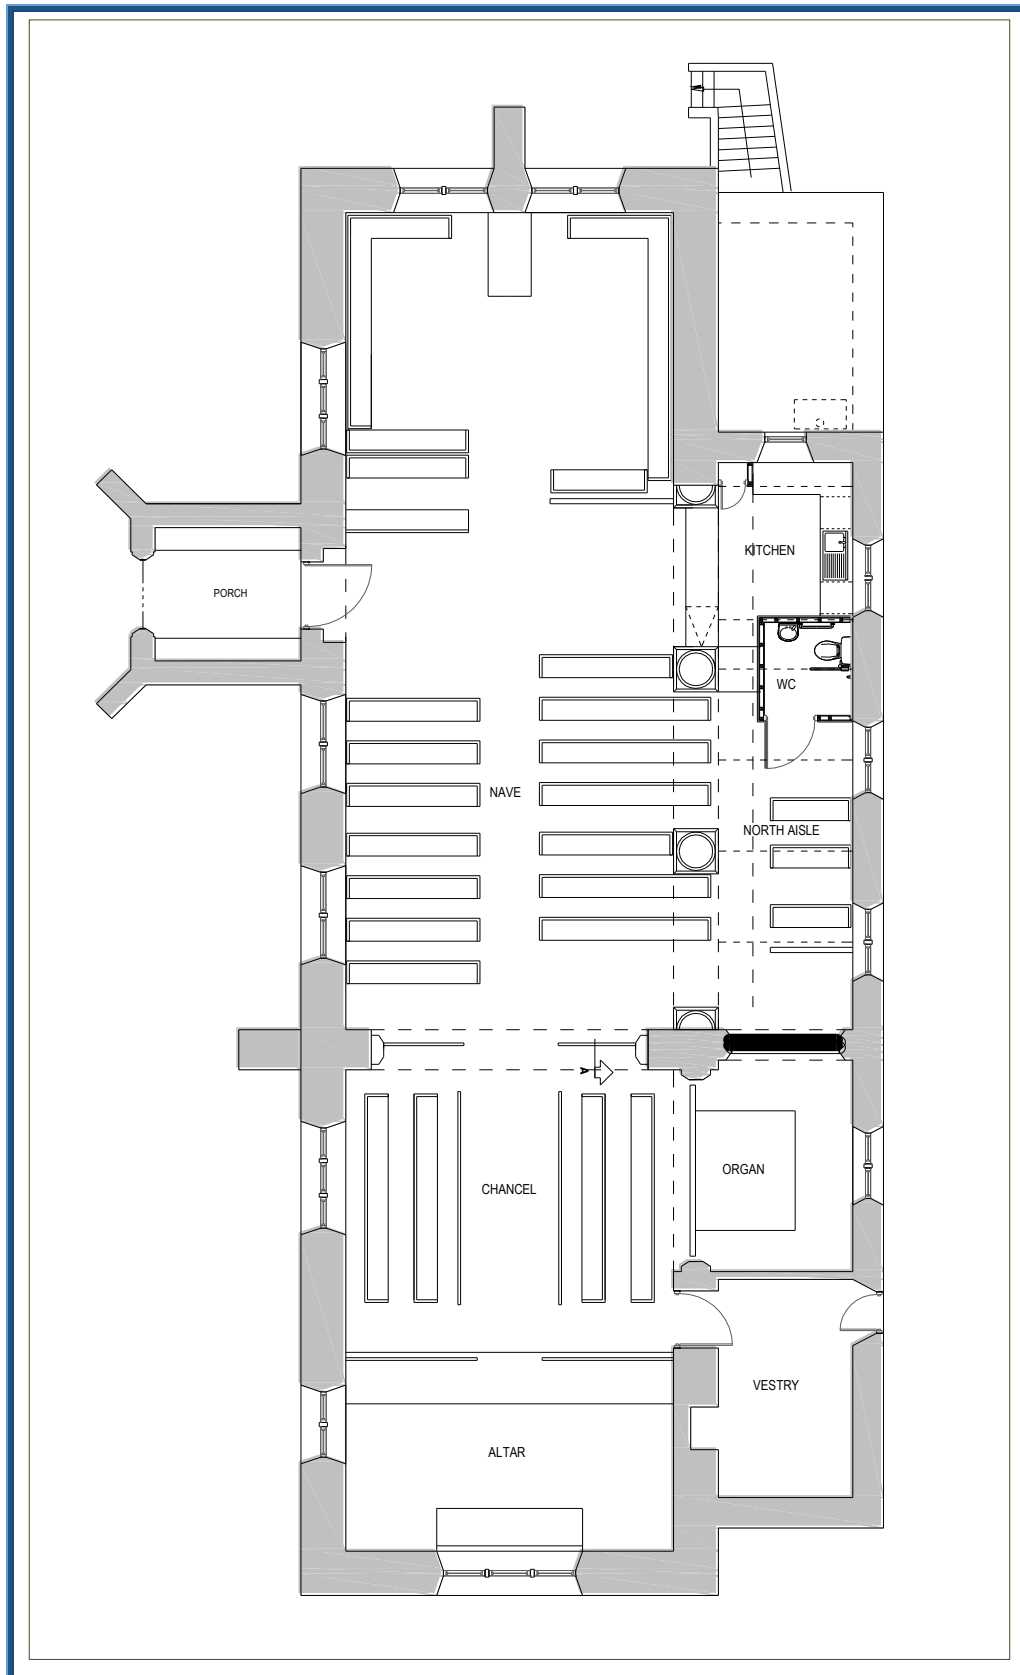 KITCHEN
PORCH
WC
NAVE
NORTH AISLE
A
ORGAN
CHANCEL
VESTRY
ALTAR